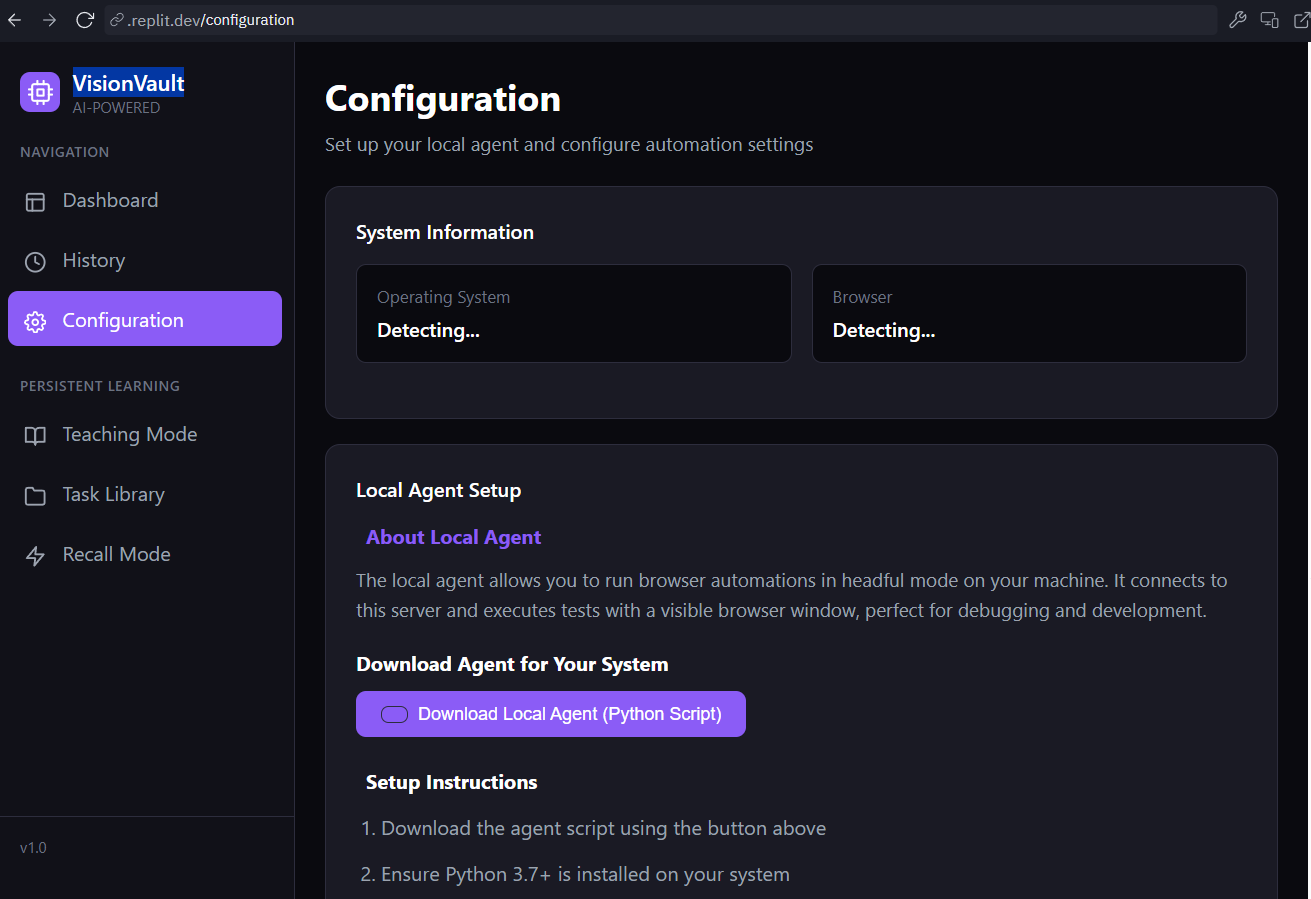 .replit.dev/configuration
VisionVault
AI-POWERED
NAVIGATION
Dashboard
History
Configuration
PERSISTENT LEARNING
Teaching Mode
Task Library
Recall Mode
v1.0
Configuration
Set up your local agent and configure automation settings
System Information
Operating System
Detecting...
Browser
Detecting...
Local Agent Setup
About Local Agent
The local agent allows you to run browser automations in headful mode on your machine. It connects to
this server and executes tests with a visible browser window, perfect for debugging and development.
Download Agent for Your System
Download Local Agent (Python Script)
Setup Instructions
1. Download the agent script using the button above
2. Ensure Python 3.7+ is installed on your system